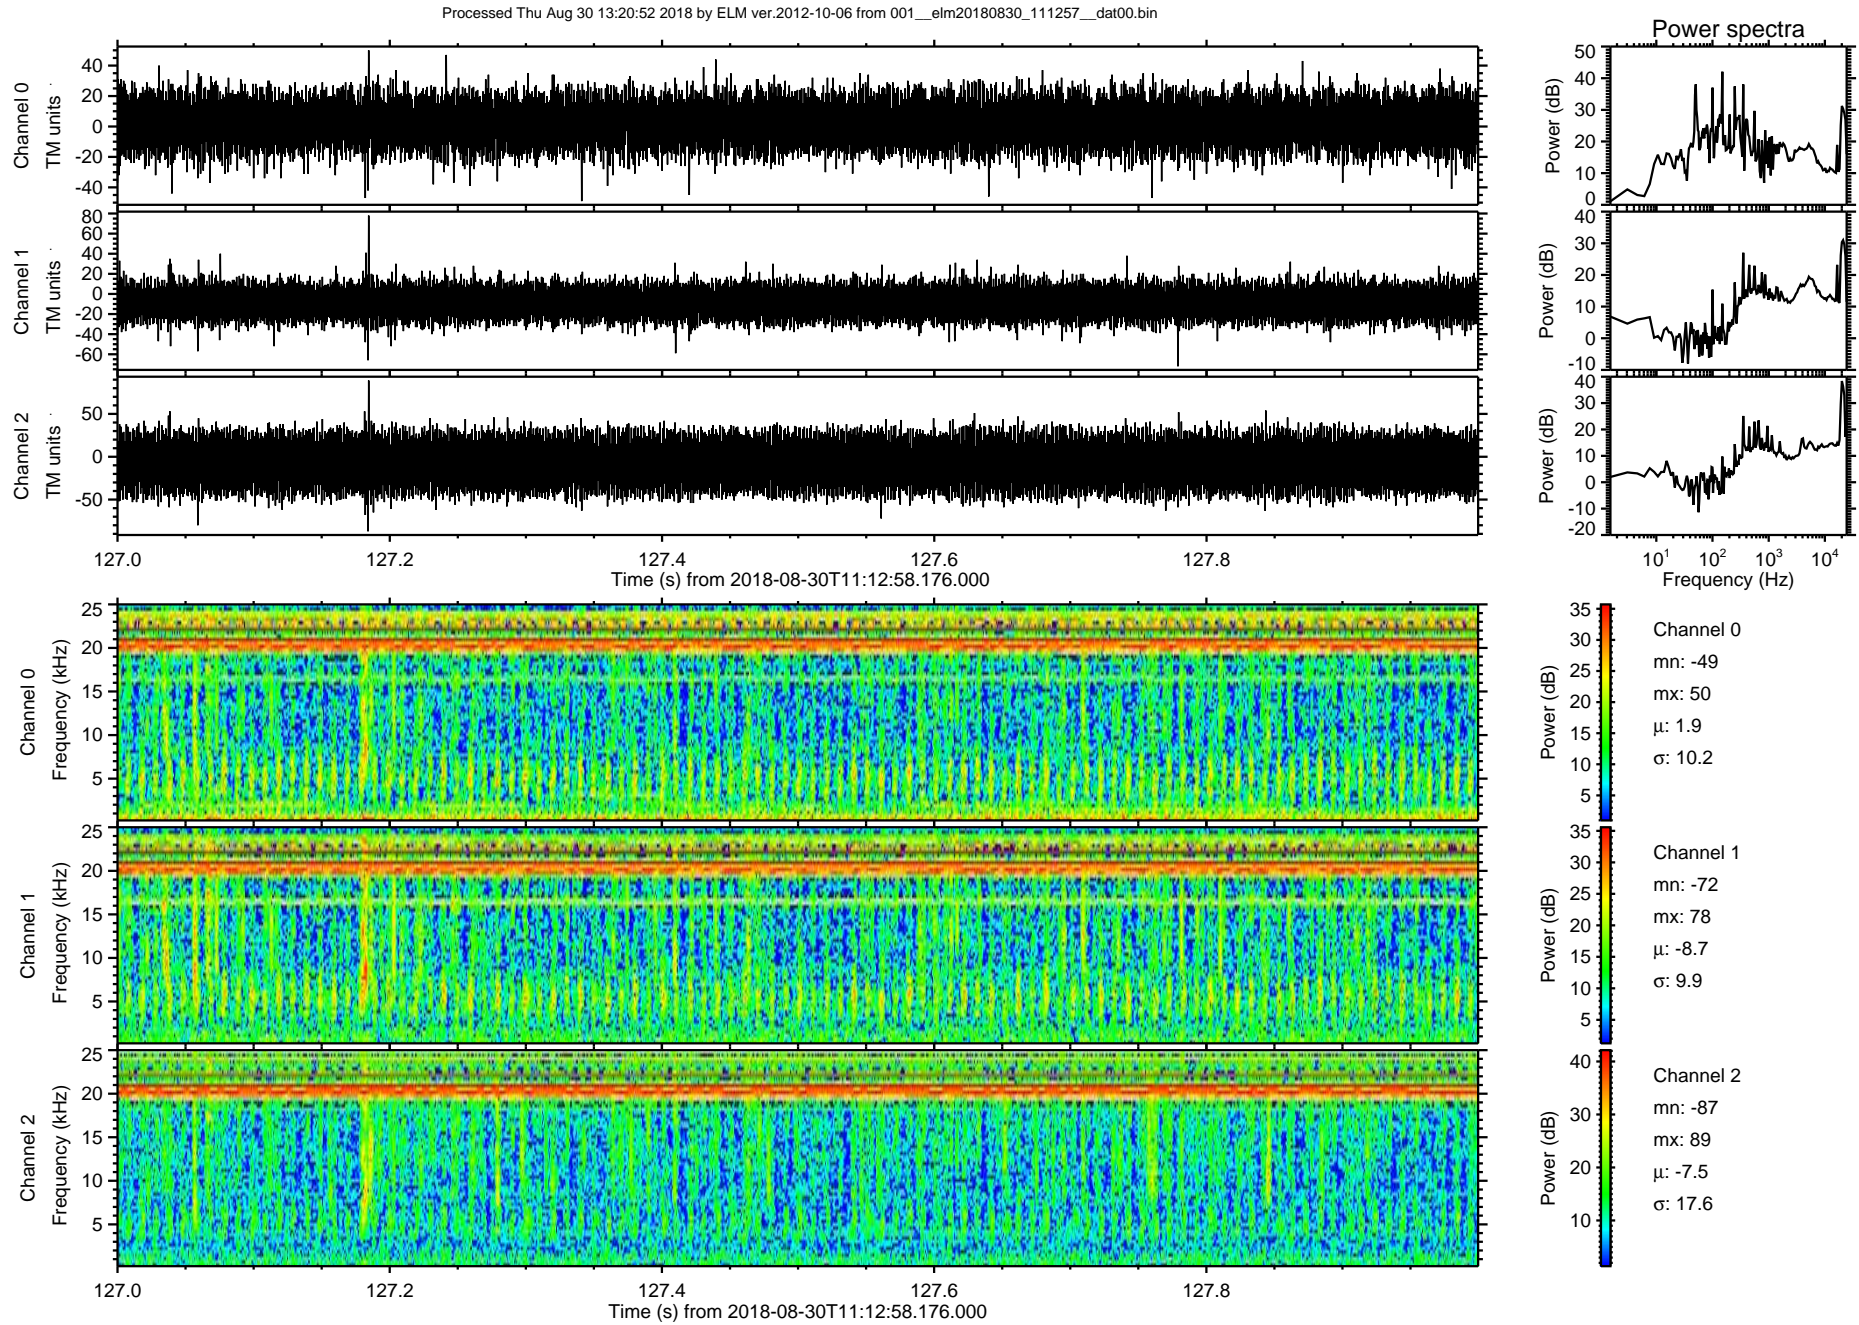 Processed Thu Aug 30 13:20:52 2018 by ELM ver.2012-10-06 from 001__elm20180830_111257__dat00.bin
Power spectra
Channel 0
TM units
40
20
0
-20
-40
Power (dB)
50
40
30
20
10
0
Channel 1
TM units
80
60
40
20
0
-20
-40
-60
Power (dB)
40
30
20
10
0
-10
Channel 2
TM units
50
0
-50
Power (dB)
40
30
20
10
0
-10
-20
127.0 127.2 127.4 127.6 127.8
Time (s) from 2018-08-30T11:12:58.176.000
10^1 10^2 10^3 10^4
Frequency (Hz)
Channel 0
Frequency (kHz)
25
20
15
10
5
Power (dB)
35
30
25
20
15
10
5
Channel 0
mn: -49
mx: 50
μ: 1.9
σ: 10.2
Channel 1
Frequency (kHz)
25
20
15
10
5
Power (dB)
35
30
25
20
15
10
5
Channel 1
mn: -72
mx: 78
μ: -8.7
σ: 9.9
Channel 2
Frequency (kHz)
25
20
15
10
5
Power (dB)
40
30
20
10
Channel 2
mn: -87
mx: 89
μ: -7.5
σ: 17.6
127.0 127.2 127.4 127.6 127.8
Time (s) from 2018-08-30T11:12:58.176.000